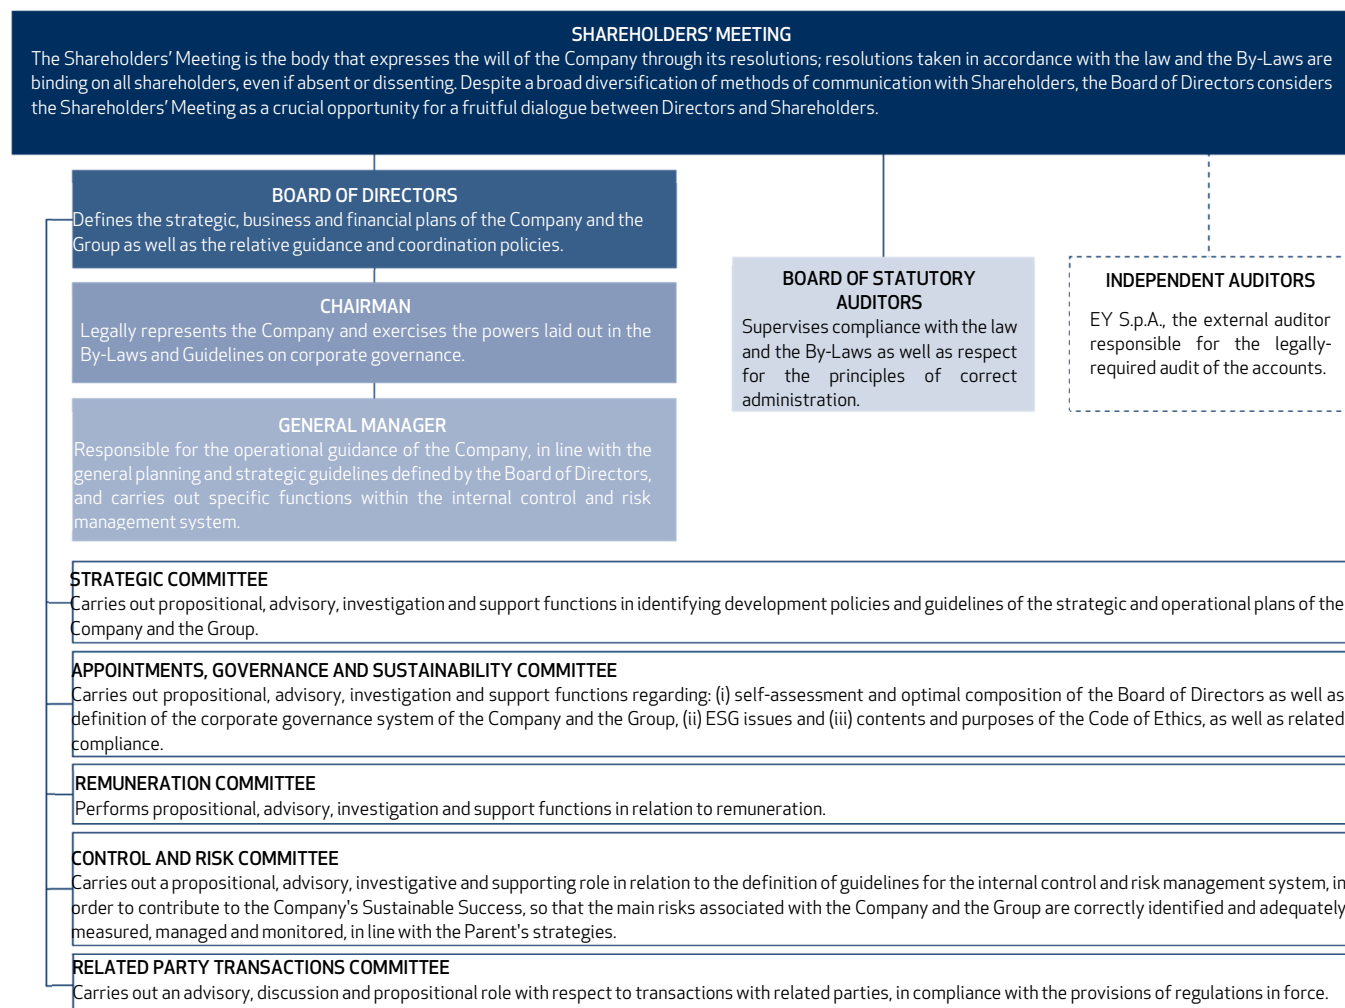 SHAREHOLDERS’ MEETING
The Shareholders’ Meeting is the body that expresses the will of the Company through its resolutions; resolutions taken in accordance with the law and the By-Laws are
binding on all shareholders, even if absent or dissenting. Despite a broad diversification of methods of communication with Shareholders, the Board of Directors considers
the Shareholders’ Meeting as a crucial opportunity for a fruitful dialogue between Directors and Shareholders.
BOARD OF DIRECTORS
Defines the strategic, business and financial plans of the Company and the
Group as well as the relative guidance and coordination policies.
CHAIRMAN
Legally represents the Company and exercises the powers laid out in the
By-Laws and Guidelines on corporate governance.
GENERAL MANAGER
Responsible for the operational guidance of the Company, in line with the
general planning and strategic guidelines defined by the Board of Directors,
and carries out specific functions within the internal control and risk
management system.
BOARD OF STATUTORY
AUDITORS
Supervises compliance with the law
and the By-Laws as well as respect
for the principles of correct
administration.
INDEPENDENT AUDITORS
EY S.p.A., the external auditor
responsible for the legally-
required audit of the accounts.
STRATEGIC COMMITTEE
Carries out propositional, advisory, investigation and support functions in identifying development policies and guidelines of the strategic and operational plans of the
Company and the Group.
APPOINTMENTS, GOVERNANCE AND SUSTAINABILITY COMMITTEE
Carries out propositional, advisory, investigation and support functions regarding: (i) self-assessment and optimal composition of the Board of Directors as well as
definition of the corporate governance system of the Company and the Group, (ii) ESG issues and (iii) contents and purposes of the Code of Ethics, as well as related
compliance.
REMUNERATION COMMITTEE
Performs propositional, advisory, investigation and support functions in relation to remuneration.
CONTROL AND RISK COMMITTEE
Carries out a propositional, advisory, investigative and supporting role in relation to the definition of guidelines for the internal control and risk management system, in
order to contribute to the Company's Sustainable Success, so that the main risks associated with the Company and the Group are correctly identified and adequately
measured, managed and monitored, in line with the Parent's strategies.
RELATED PARTY TRANSACTIONS COMMITTEE
Carries out an advisory, discussion and propositional role with respect to transactions with related parties, in compliance with the provisions of regulations in force.